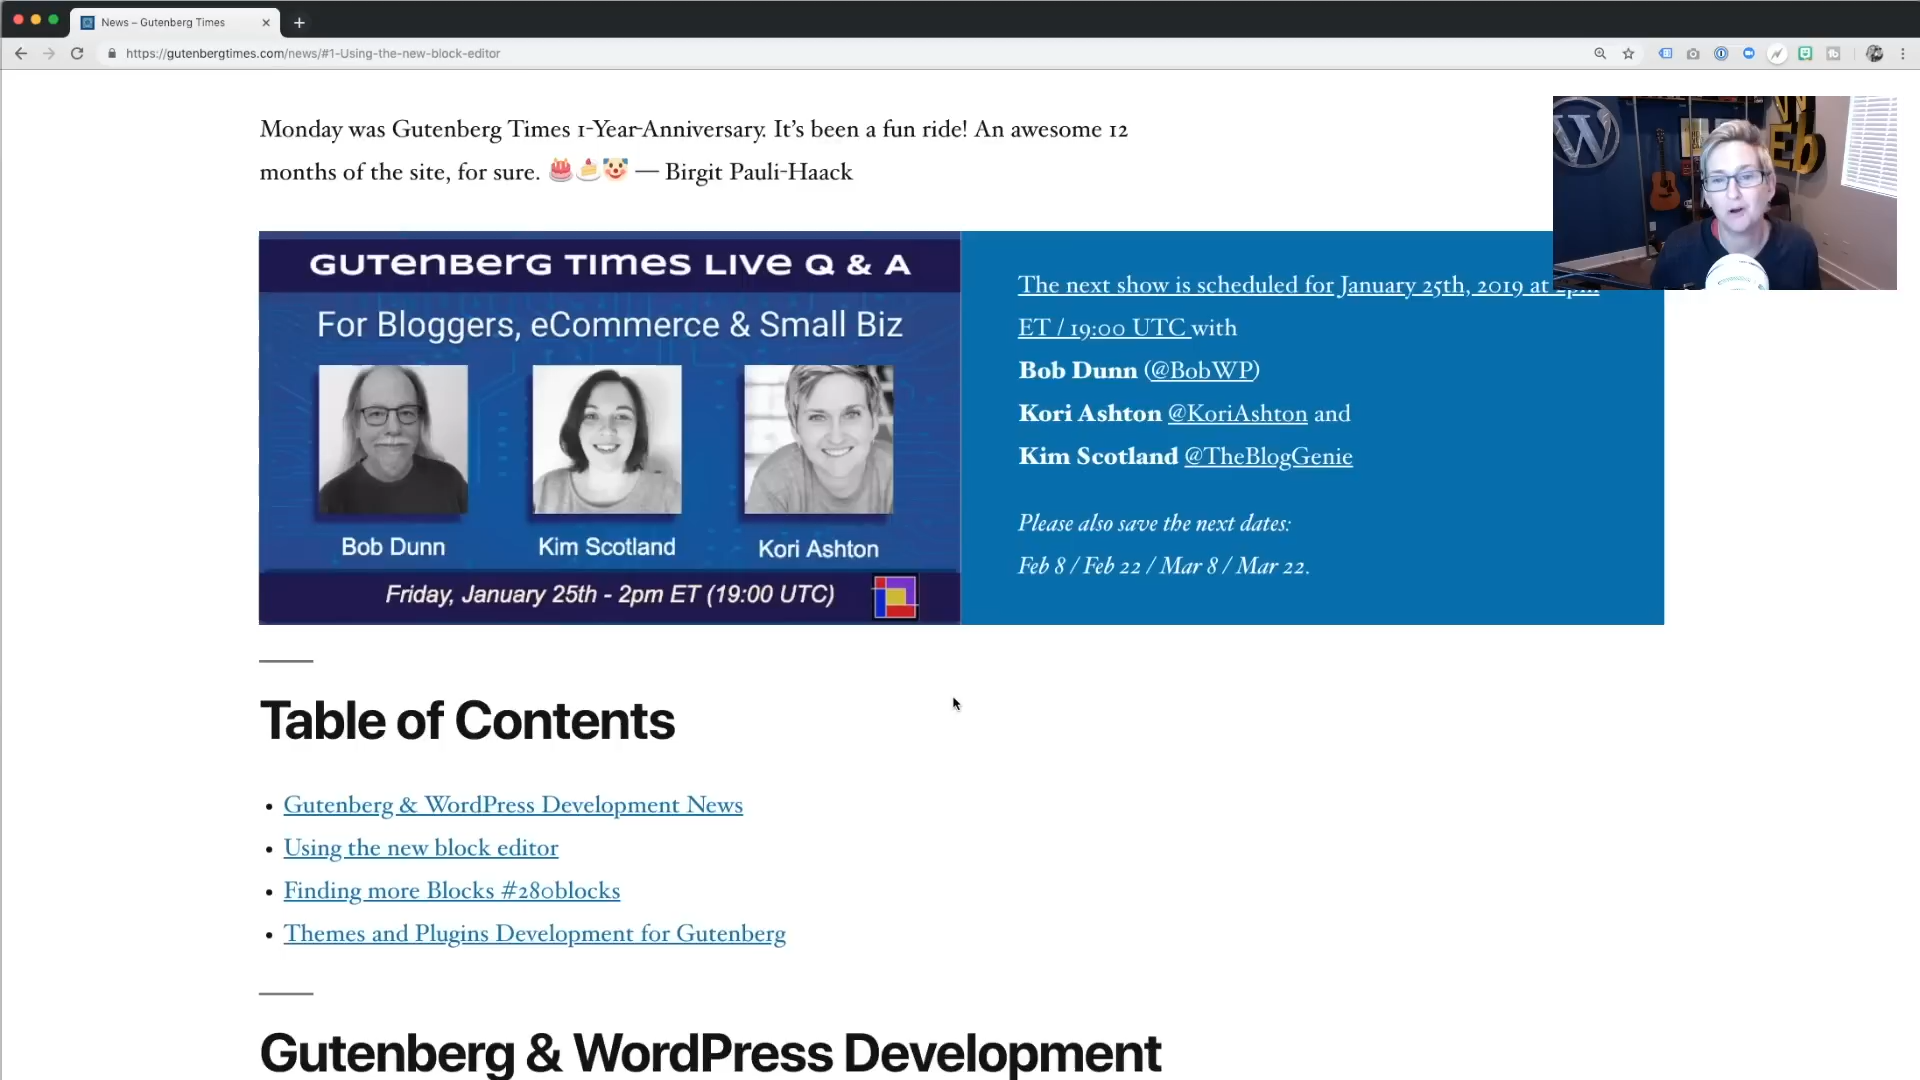 News – Gutenberg Times
https://gutenbergtimes.com/news/#1-Using-the-new-block-editor
Monday was Gutenberg Times 1-Year-Anniversary. It's been a fun ride! An awesome 12
months of the site, for sure. 🎂🍰🤡 — Birgit Pauli-Haack
GUTENBERG TIMES LIVE Q & A
For Bloggers, eCommerce & Small Biz
Bob Dunn
Kim Scotland
Kori Ashton
Friday, January 25th - 2pm ET (19:00 UTC)
The next show is scheduled for January 25th, 2019 at 2pm
ET / 19:00 UTC with
Bob Dunn (@BobWP)
Kori Ashton @KoriAshton and
Kim Scotland @TheBlogGenie
Please also save the next dates:
Feb 8 / Feb 22 / Mar 8 / Mar 22.
Table of Contents
• Gutenberg & WordPress Development News
• Using the new block editor
• Finding more Blocks #280blocks
• Themes and Plugins Development for Gutenberg
Gutenberg & WordPress Development